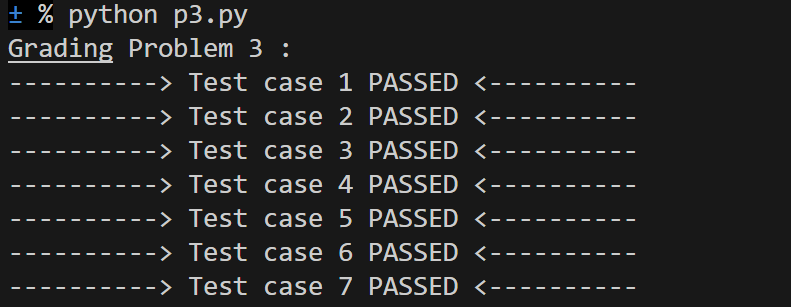 ± % python p3.py
Grading Problem 3 :
----------> Test case 1 PASSED <----------
----------> Test case 2 PASSED <----------
----------> Test case 3 PASSED <----------
----------> Test case 4 PASSED <----------
----------> Test case 5 PASSED <----------
----------> Test case 6 PASSED <----------
----------> Test case 7 PASSED <----------